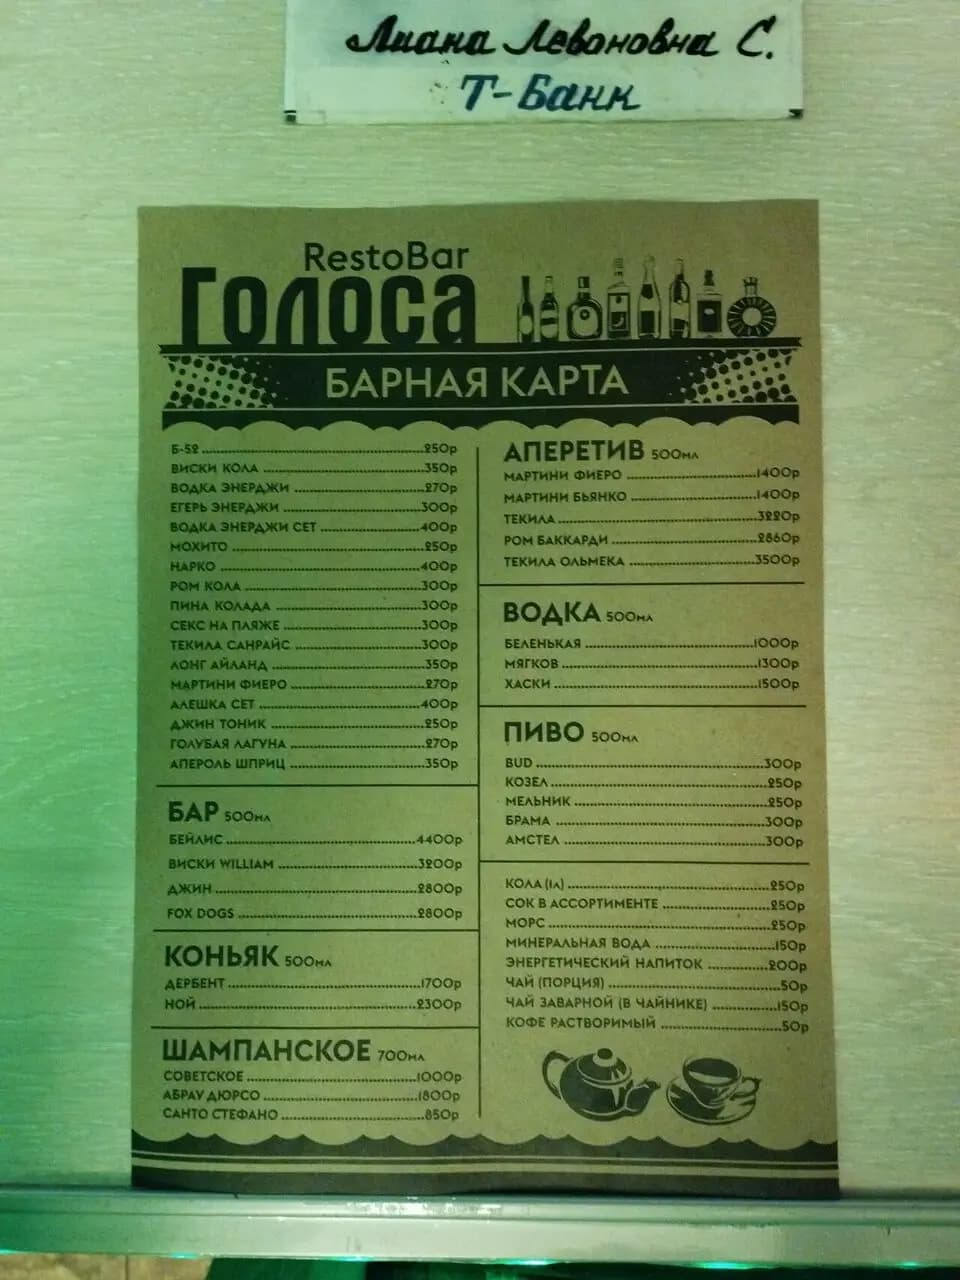 Лиана Левоновна С.
Т-Банк
RestoBar
Голоса
БАРНАЯ КАРТА
Б-52 250р
ВИСКИ КОЛА 350р
ВОДКА ЭНЕРДЖИ 270р
ЕГЕРЬ ЭНЕРДЖИ 300р
ВОДКА ЭНЕРДЖИ СЕТ 400р
МОХИТО 250р
НАРКО 400р
РОМ КОЛА 300р
ПИНА КОЛАДА 300р
СЕКС НА ПЛЯЖЕ 300р
ТЕКИЛА САНРАЙС 300р
ЛОНГ АЙЛАНД 350р
МАРТИНИ ФИЕРО 270р
АЛЕШКА СЕТ 400р
ДЖИН ТОНИК 250р
ГОЛУБАЯ ЛАГУНА 270р
АПЕРОЛЬ ШПРИЦ 350р
БАР 500мл
БЕЙЛИС 4400р
ВИСКИ WILLIAM 3200р
ДЖИН 2800р
FOX DOGS 2800р
КОНЬЯК 500мл
ДЕРБЕНТ 1700р
НОЙ 2300р
ШАМПАНСКОЕ 700мл
СОВЕТСКОЕ 1000р
АБРАУ ДЮРСО 1800р
САНТО СТЕФАНО 850р
АПЕРЕТИВ 500мл
МАРТИНИ ФИЕРО 1400р
МАРТИНИ БЬЯНКО 1400р
ТЕКИЛА 3220р
РОМ БАККАРДИ 2860р
ТЕКИЛА ОЛЬМЕКА 3500р
ВОДКА 500мл
БЕЛЕНЬКАЯ 1000р
МЯГКОВ 1300р
ХАСКИ 1500р
ПИВО 500мл
BUD 300р
КОЗЕЛ 250р
МЕЛЬНИК 250р
БРАМА 300р
АМСТЕЛ 300р
КОЛА (1л) 250р
СОК В АССОРТИМЕНТЕ 250р
МОРС 250р
МИНЕРАЛЬНАЯ ВОДА 150р
ЭНЕРГЕТИЧЕСКИЙ НАПИТОК 200р
ЧАЙ (ПОРЦИЯ) 50р
ЧАЙ ЗАВАРНОЙ (В ЧАЙНИКЕ) 150р
КОФЕ РАСТВОРИМЫЙ 50р